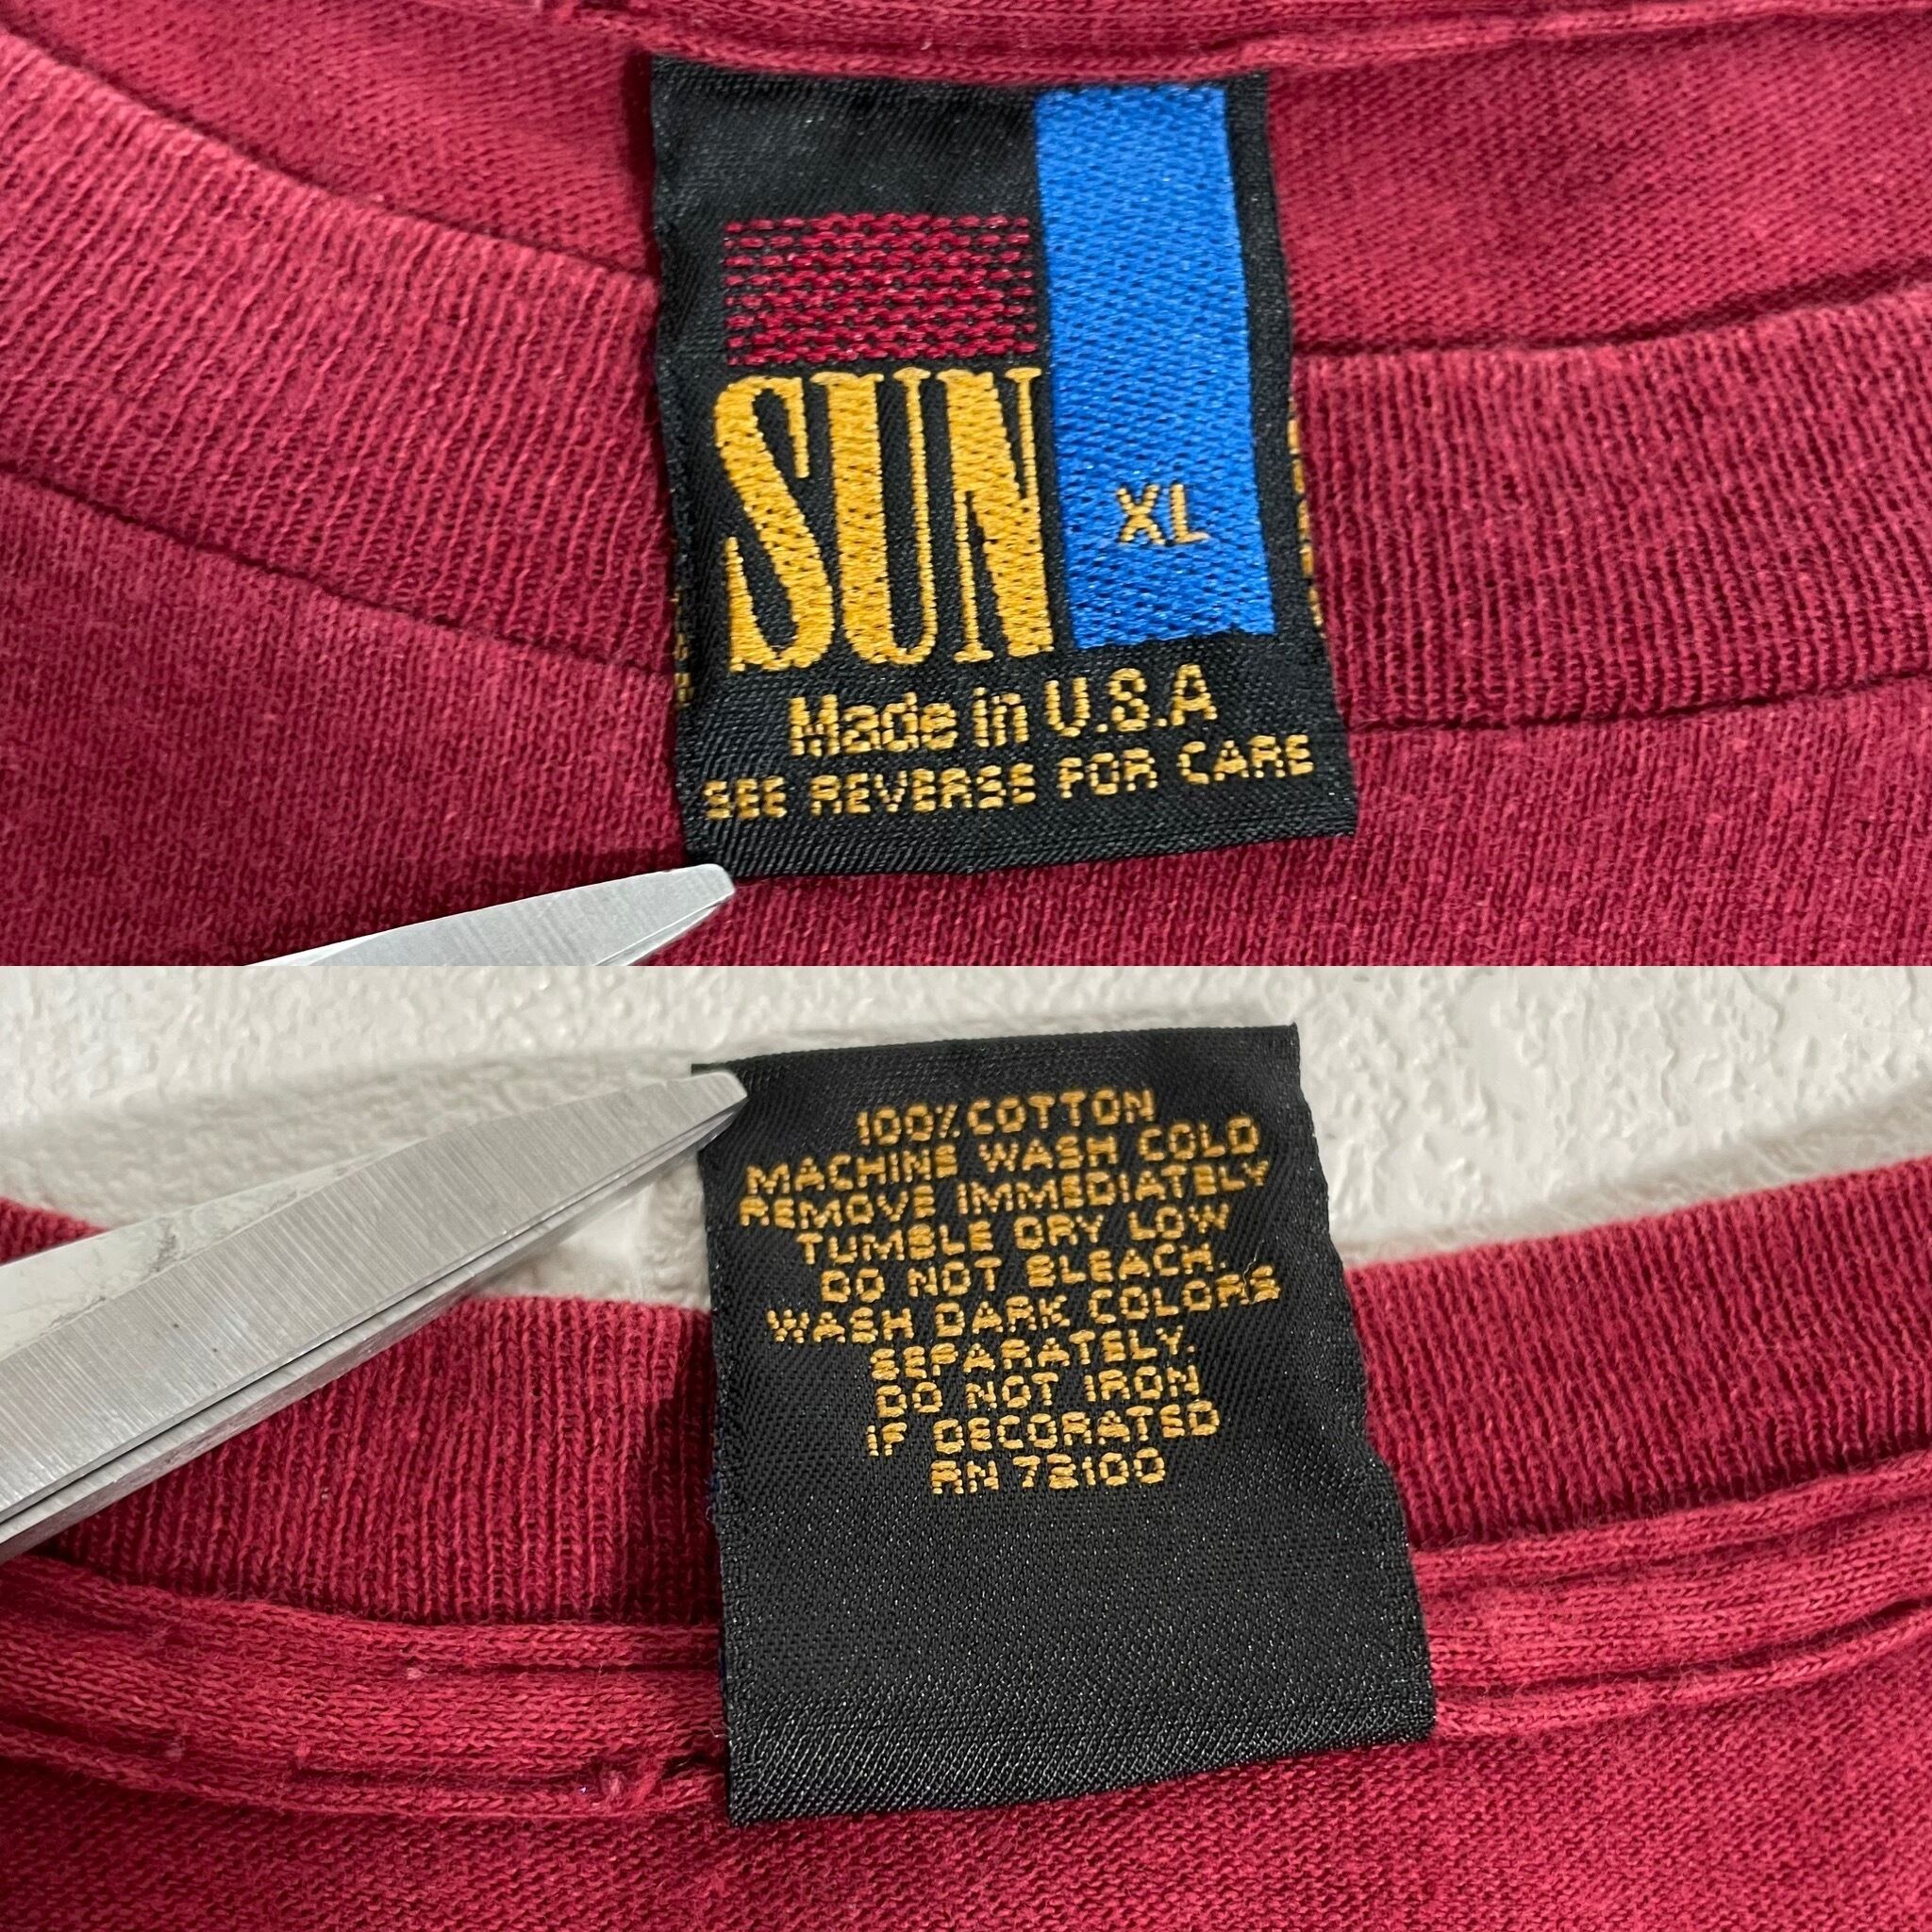 SUN
XL
Made in U.S.A
SEE REVERSE FOR CARE
100% COTTON
MACHINE WASH COLD
REMOVE IMMEDIATELY
TUMBLE DRY LOW
DO NOT BLEACH.
WASH DARK COLORS
SEPARATELY.
DO NOT IRON
IF DECORATED
RN 72100